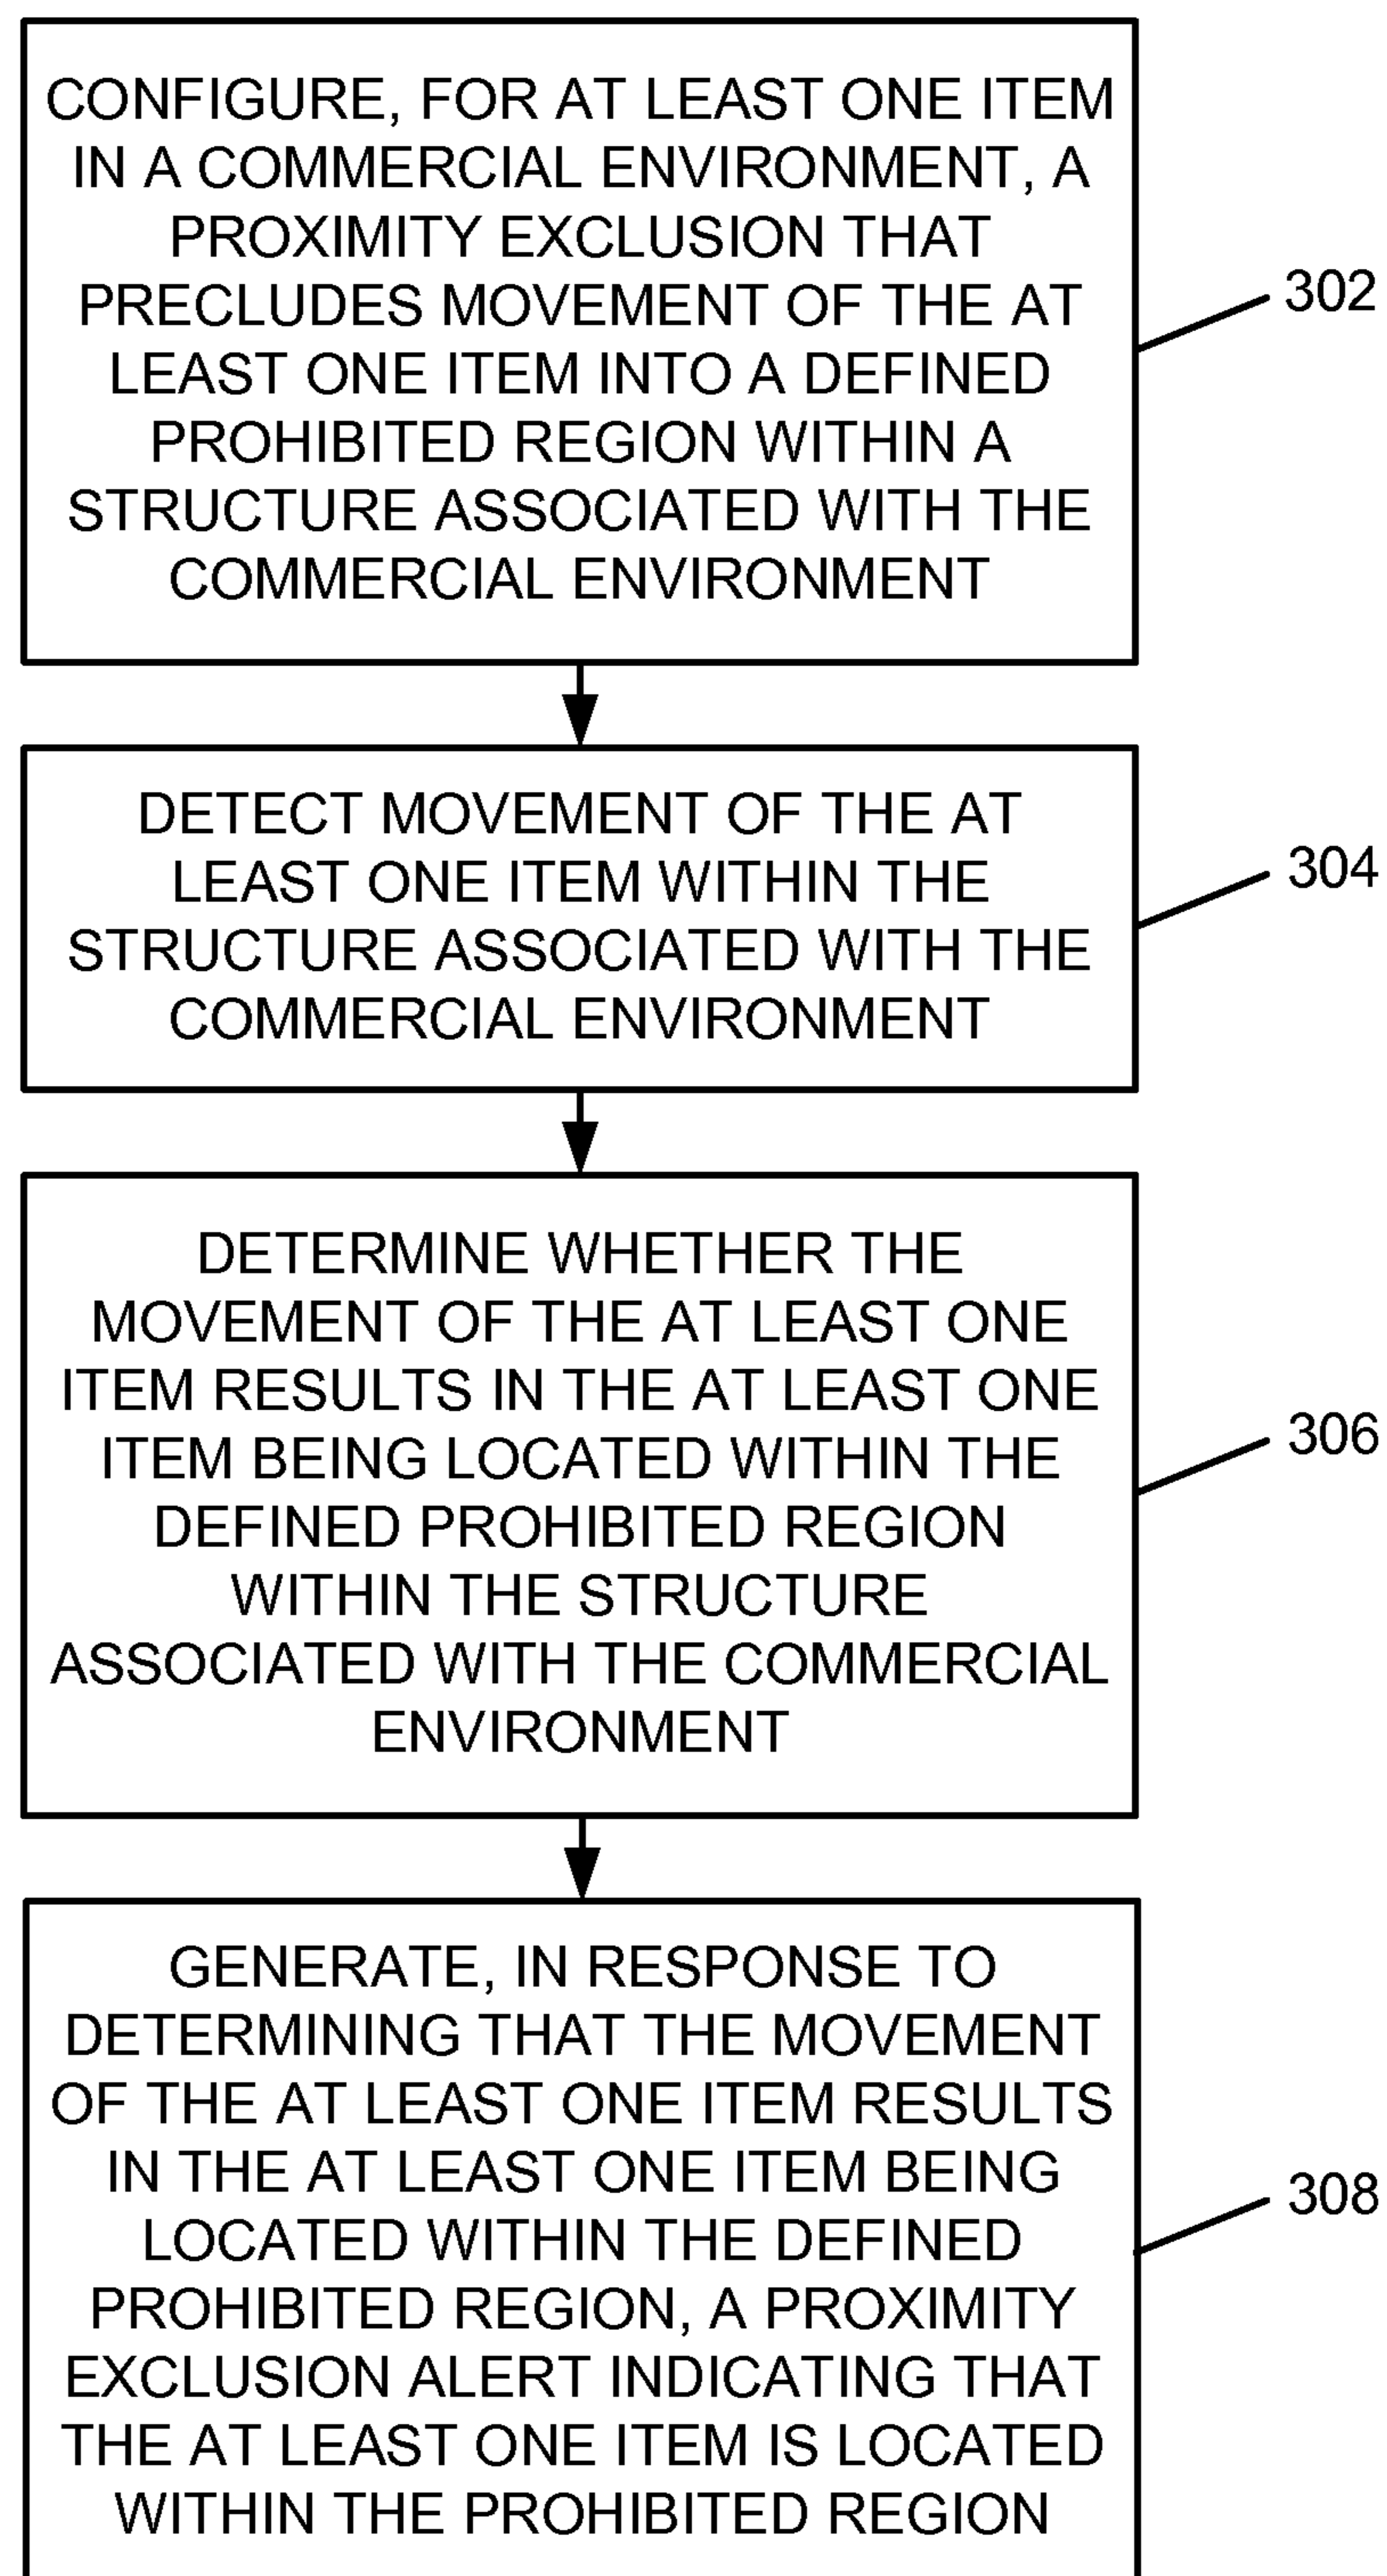 CONFIGURE, FOR AT LEAST ONE ITEM
IN A COMMERCIAL ENVIRONMENT, A
PROXIMITY EXCLUSION THAT
PRECLUDES MOVEMENT OF THE AT
LEAST ONE ITEM INTO A DEFINED
PROHIBITED REGION WITHIN A
STRUCTURE ASSOCIATED WITH THE
COMMERCIAL ENVIRONMENT
302
DETECT MOVEMENT OF THE AT
LEAST ONE ITEM WITHIN THE
STRUCTURE ASSOCIATED WITH THE
COMMERCIAL ENVIRONMENT
304
DETERMINE WHETHER THE
MOVEMENT OF THE AT LEAST ONE
ITEM RESULTS IN THE AT LEAST ONE
ITEM BEING LOCATED WITHIN THE
DEFINED PROHIBITED REGION
WITHIN THE STRUCTURE
ASSOCIATED WITH THE COMMERCIAL
ENVIRONMENT
306
GENERATE, IN RESPONSE TO
DETERMINING THAT THE MOVEMENT
OF THE AT LEAST ONE ITEM RESULTS
IN THE AT LEAST ONE ITEM BEING
LOCATED WITHIN THE DEFINED
PROHIBITED REGION, A PROXIMITY
EXCLUSION ALERT INDICATING THAT
THE AT LEAST ONE ITEM IS LOCATED
WITHIN THE PROHIBITED REGION
308